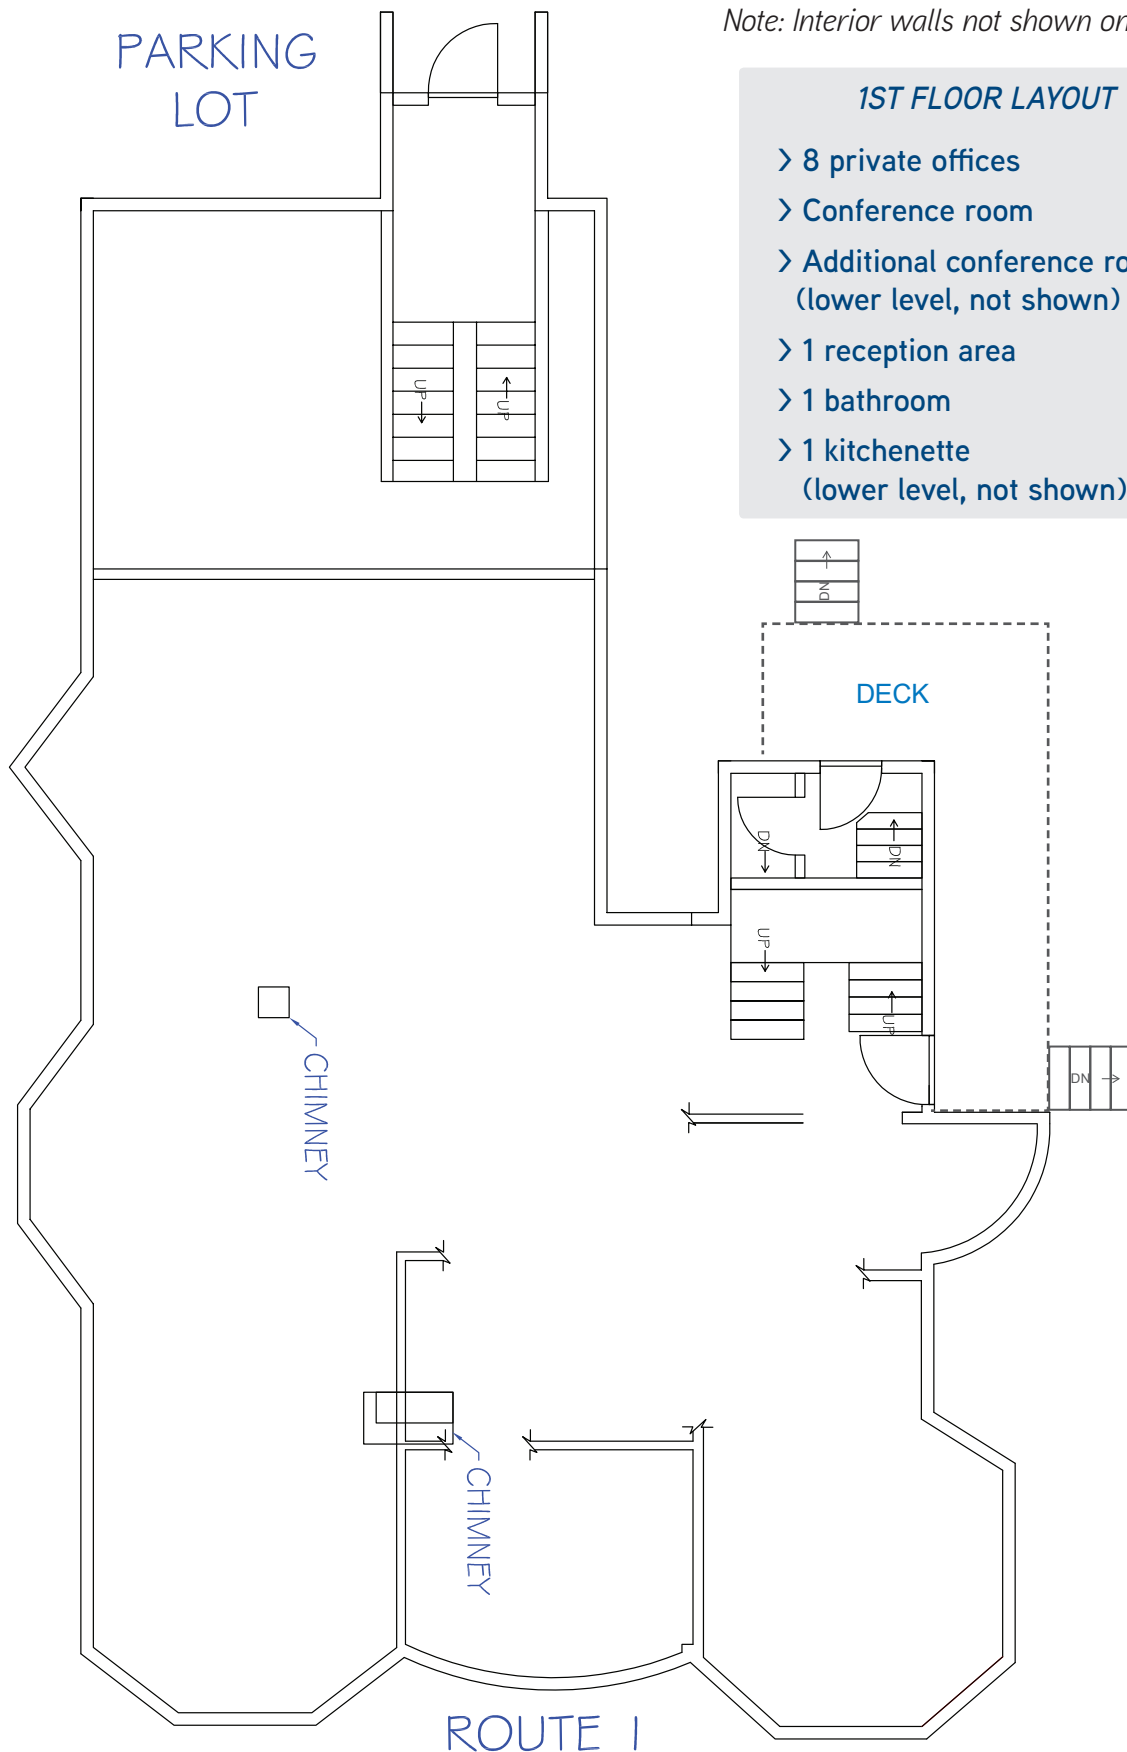 Note: Interior walls not shown on
PARKING
LOT
1ST FLOOR LAYOUT
> 8 private offices
> Conference room
> Additional conference ro
(lower level, not shown)
> 1 reception area
> 1 bathroom
> 1 kitchenette
(lower level, not shown)
UP
UP
DN
DECK
DN
DN
UP
UP
DN
CHIMNEY
CHIMNEY
ROUTE 1